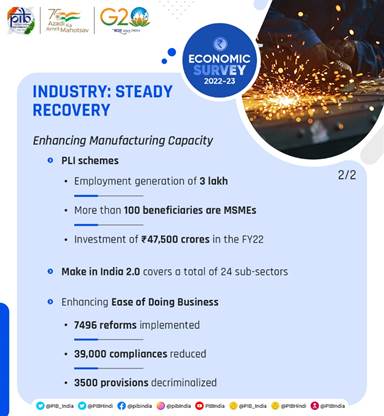 pib
75
Azadi Ka
Amrit Mahotsav
G20
ECONOMIC
SURVEY
2022-23
INDUSTRY: STEADY
RECOVERY
Enhancing Manufacturing Capacity
PLI schemes
• Employment generation of 3 lakh
• More than 100 beneficiaries are MSMEs
• Investment of ₹47,500 crores in the FY22
2/2
Make in India 2.0 covers a total of 24 sub-sectors
Enhancing Ease of Doing Business
• 7496 reforms implemented
• 39,000 compliances reduced
• 3500 provisions decriminalized
@PIB_India @PIBHindi @pibindia @pibindia PIBIndia @PIB_India @PIBHindi @PIB_India